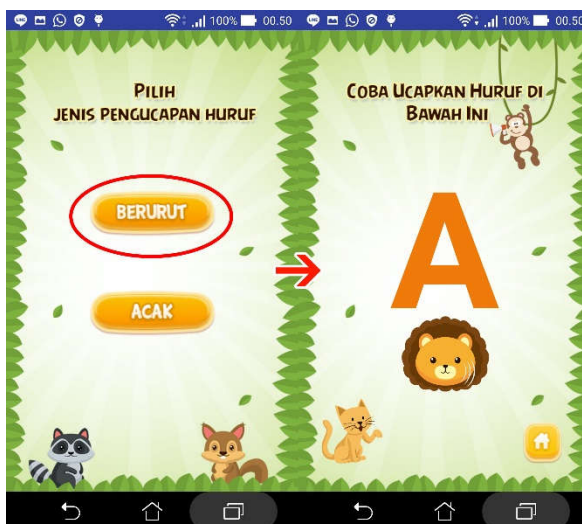 100% 00.50
100% 00.50
PILIH
JENIS PENGUCAPAN HURUF
BERURUT
ACAK
COBA UCAPKAN HURUF DI
BAWAH INI
A